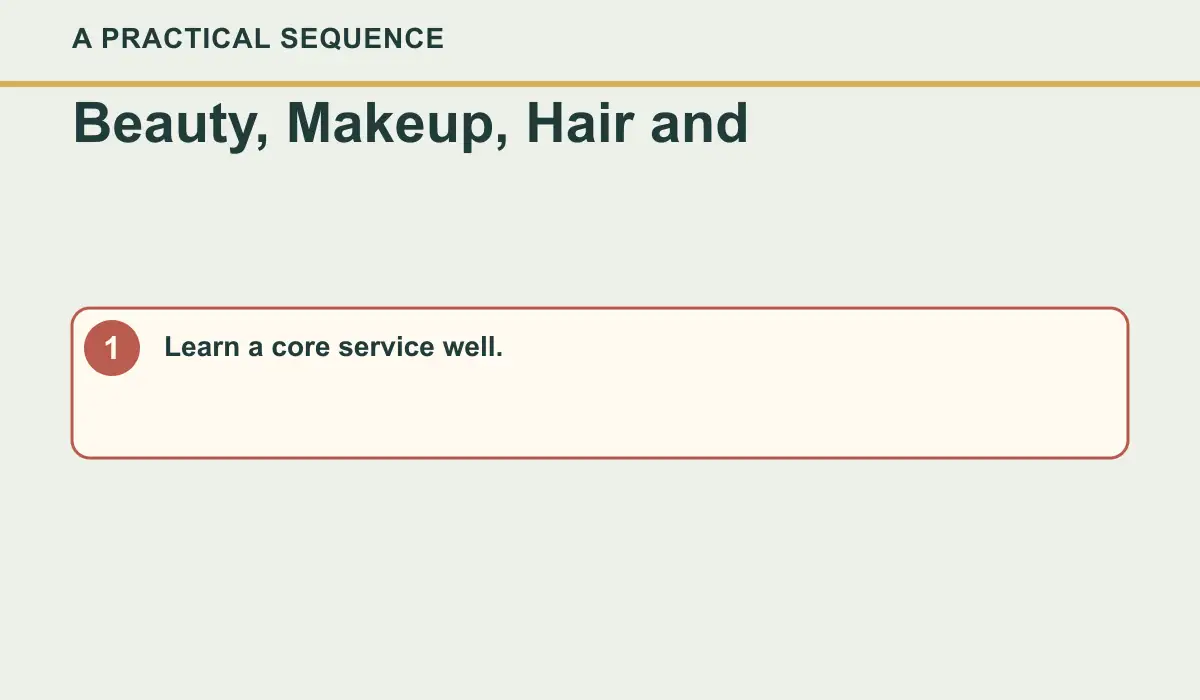 A PRACTICAL SEQUENCE
Beauty, Makeup, Hair and
1 Learn a core service well.